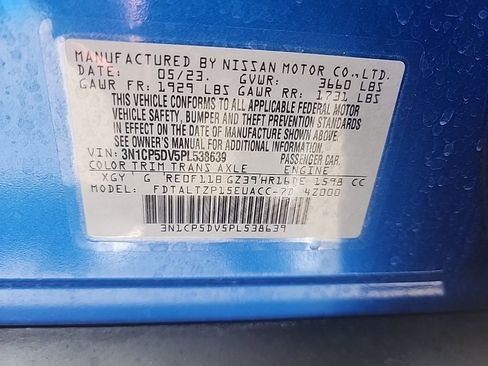 MANUFACTURED BY NISSAN MOTOR CO.,LTD.
DATE: 05/23. GVWR: 3660 LBS
GAWR FR: 1929 LBS GAWR RR: 1731 LBS
THIS VEHICLE CONFORMS TO ALL APPLICABLE FEDERAL MOTOR
VEHICLE SAFETY, BUMPER AND THEFT PREVENTION STANDARDS
IN EFFECT ON THE DATE OF MANUFACTURE SHOWN ABOVE.
SEE OWNER'S MANUAL FOR ADDITIONAL INFORMATION
VIN: 3N1CP5DV5PL538639 PASSENGER CAR.
COLOR TRIM TRANS AXLE ENGINE
XGY G RE0F11B GZ39 HR16DE 1598 CC
MODEL: FDTALTZP15EUACC-7D 4Z000
3N1CP5DV5PL538639